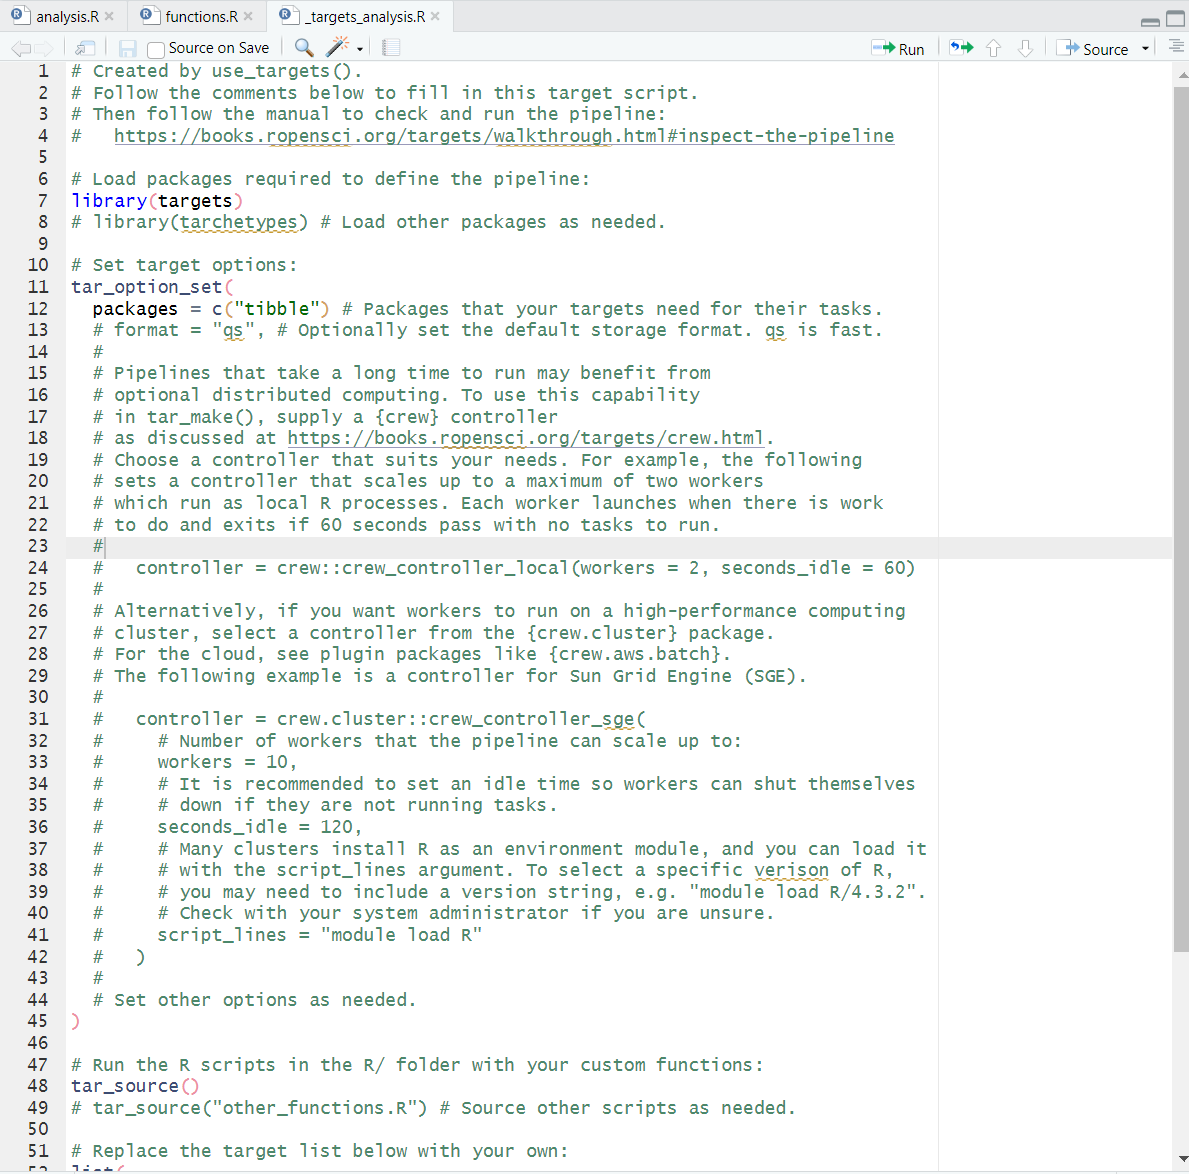 analysis.R
functions.R
_targets_analysis.R
Source on Save
Run
Source
1 # Created by use_targets().
2 # Follow the comments below to fill in this target script.
3 # Then follow the manual to check and run the pipeline:
4 #   https://books.ropensci.org/targets/walkthrough.html#inspect-the-pipeline
5
6 # Load packages required to define the pipeline:
7 library(targets)
8 # library(tarchetypes) # Load other packages as needed.
9
10 # Set target options:
11 tar_option_set(
12   packages = c("tibble") # Packages that your targets need for their tasks.
13   # format = "qs", # Optionally set the default storage format. qs is fast.
14   #
15   # Pipelines that take a long time to run may benefit from
16   # optional distributed computing. To use this capability
17   # in tar_make(), supply a {crew} controller
18   # as discussed at https://books.ropensci.org/targets/crew.html.
19   # Choose a controller that suits your needs. For example, the following
20   # sets a controller that scales up to a maximum of two workers
21   # which run as local R processes. Each worker launches when there is work
22   # to do and exits if 60 seconds pass with no tasks to run.
23   #
24   #   controller = crew::crew_controller_local(workers = 2, seconds_idle = 60)
25   #
26   # Alternatively, if you want workers to run on a high-performance computing
27   # cluster, select a controller from the {crew.cluster} package.
28   # For the cloud, see plugin packages like {crew.aws.batch}.
29   # The following example is a controller for Sun Grid Engine (SGE).
30   #
31   #   controller = crew.cluster::crew_controller_sge(
32   #     # Number of workers that the pipeline can scale up to:
33   #     workers = 10,
34   #     # It is recommended to set an idle time so workers can shut themselves
35   #     # down if they are not running tasks.
36   #     seconds_idle = 120,
37   #     # Many clusters install R as an environment module, and you can load it
38   #     # with the script_lines argument. To select a specific verison of R,
39   #     # you may need to include a version string, e.g. "module load R/4.3.2".
40   #     # Check with your system administrator if you are unsure.
41   #     script_lines = "module load R"
42   #   )
43   #
44   # Set other options as needed.
45 )
46
47 # Run the R scripts in the R/ folder with your custom functions:
48 tar_source()
49 # tar_source("other_functions.R") # Source other scripts as needed.
50
51 # Replace the target list below with your own:
52 list(